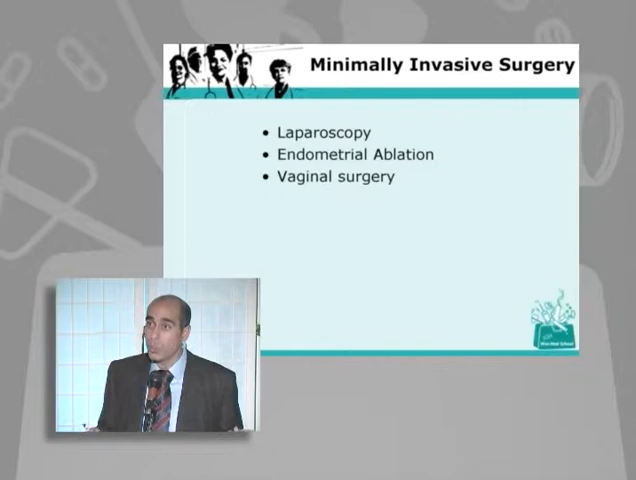 Minimally Invasive Surgery
• Laparoscopy
• Endometrial Ablation
• Vaginal surgery